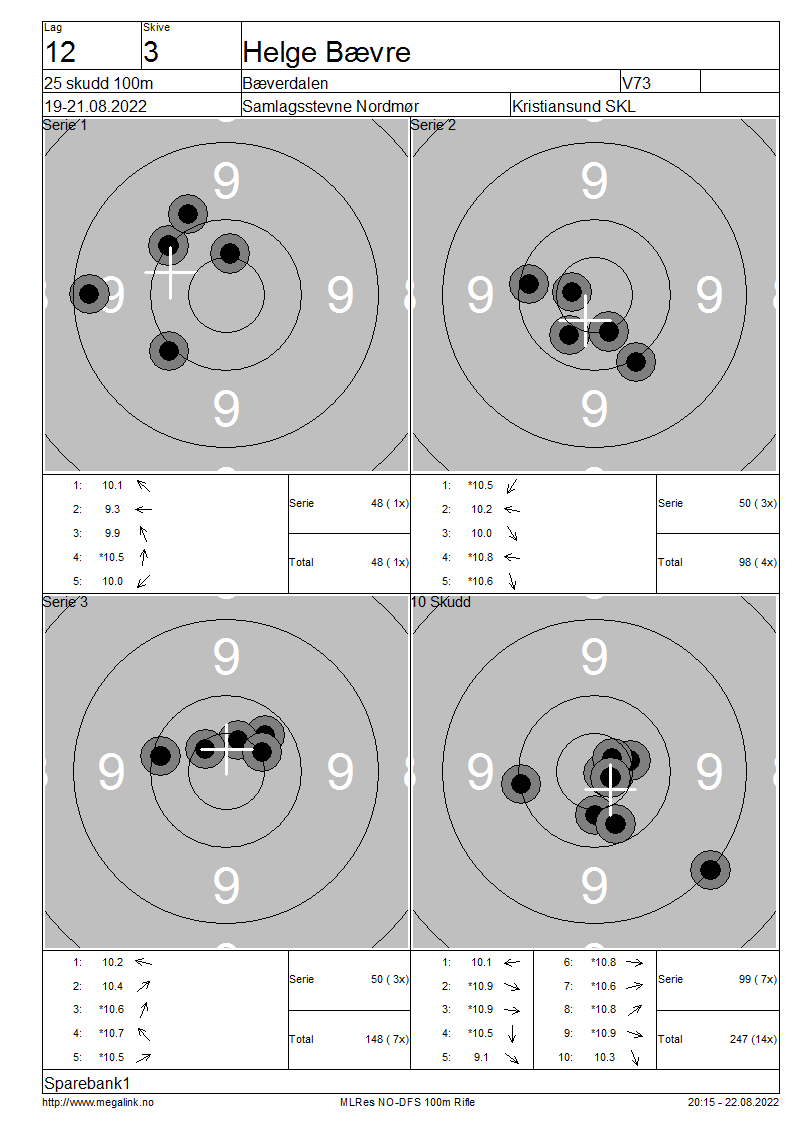 Lag
Skive
12
3
Helge Bævre
25 skudd 100m
Bæverdalen
V73
19-21.08.2022
Samlagsstevne Nordmør
Kristiansund SKL
Serie 1
9
9
9
9
Serie 2
9
9
9
9
1: 10.1
2: 9.3
3: 9.9
4: *10.5
5: 10.0
Serie 48 ( 1x)
Total 48 ( 1x)
1: *10.5
2: 10.2
3: 10.0
4: *10.8
5: *10.6
Serie 50 ( 3x)
Total 98 ( 4x)
Serie 3
9
9
9
9
10 Skudd
9
9
9
9
1: 10.2
2: 10.4
3: *10.6
4: *10.7
5: *10.5
Serie 50 ( 3x)
Total 148 ( 7x)
1: 10.1
2: *10.9
3: *10.9
4: *10.5
5: 9.1
6: *10.8
7: *10.6
8: *10.8
9: *10.9
10: 10.3
Serie 99 ( 7x)
Total 247 (14x)
Sparebank1
http://www.megalink.no
MLRes NO-DFS 100m Rifle
20:15 - 22.08.2022